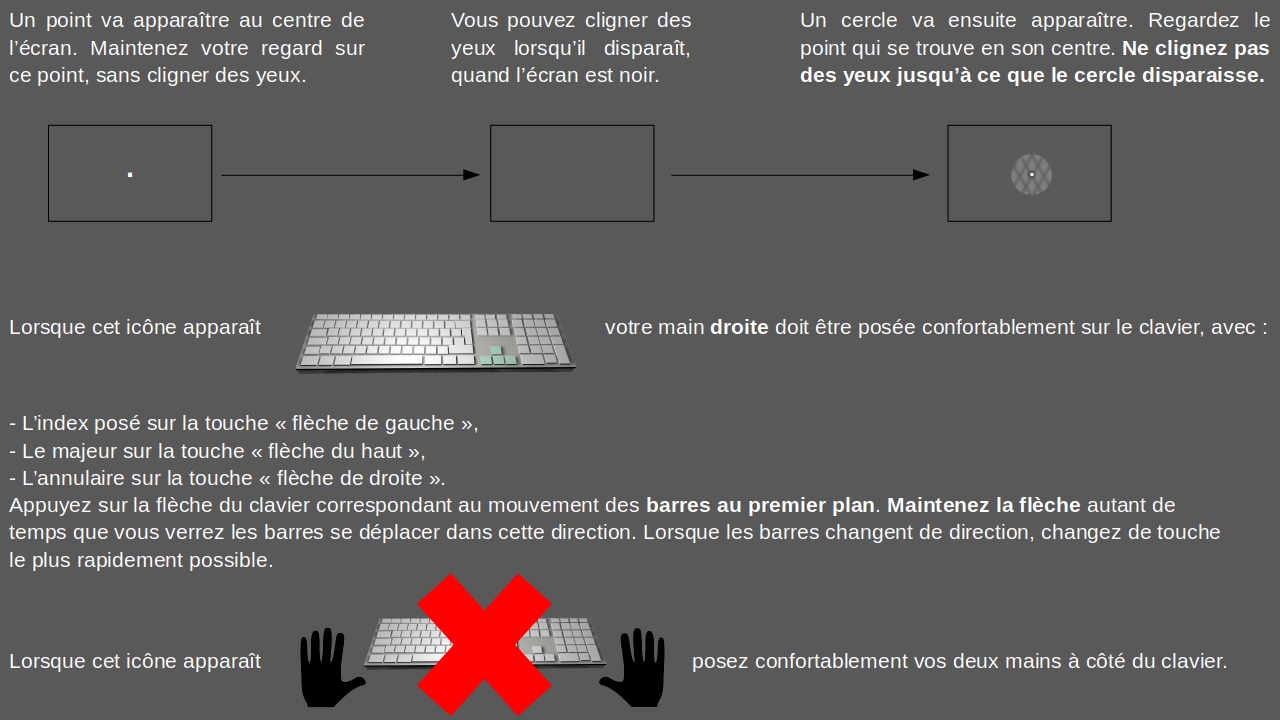 Un point va apparaître au centre de
l’écran. Maintenez votre regard sur
ce point, sans cligner des yeux.
Vous pouvez cligner des
yeux lorsqu’il disparaît,
quand l’écran est noir.
Un cercle va ensuite apparaître. Regardez le
point qui se trouve en son centre. Ne clignez pas
des yeux jusqu’à ce que le cercle disparaisse.
Lorsque cet icône apparaît
votre main droite doit être posée confortablement sur le clavier, avec :
- L’index posé sur la touche « flèche de gauche »,
- Le majeur sur la touche « flèche du haut »,
- L’annulaire sur la touche « flèche de droite ».
Appuyez sur la flèche du clavier correspondant au mouvement des barres au premier plan. Maintenez la flèche autant de
temps que vous verrez les barres se déplacer dans cette direction. Lorsque les barres changent de direction, changez de touche
le plus rapidement possible.
Lorsque cet icône apparaît
posez confortablement vos deux mains à côté du clavier.